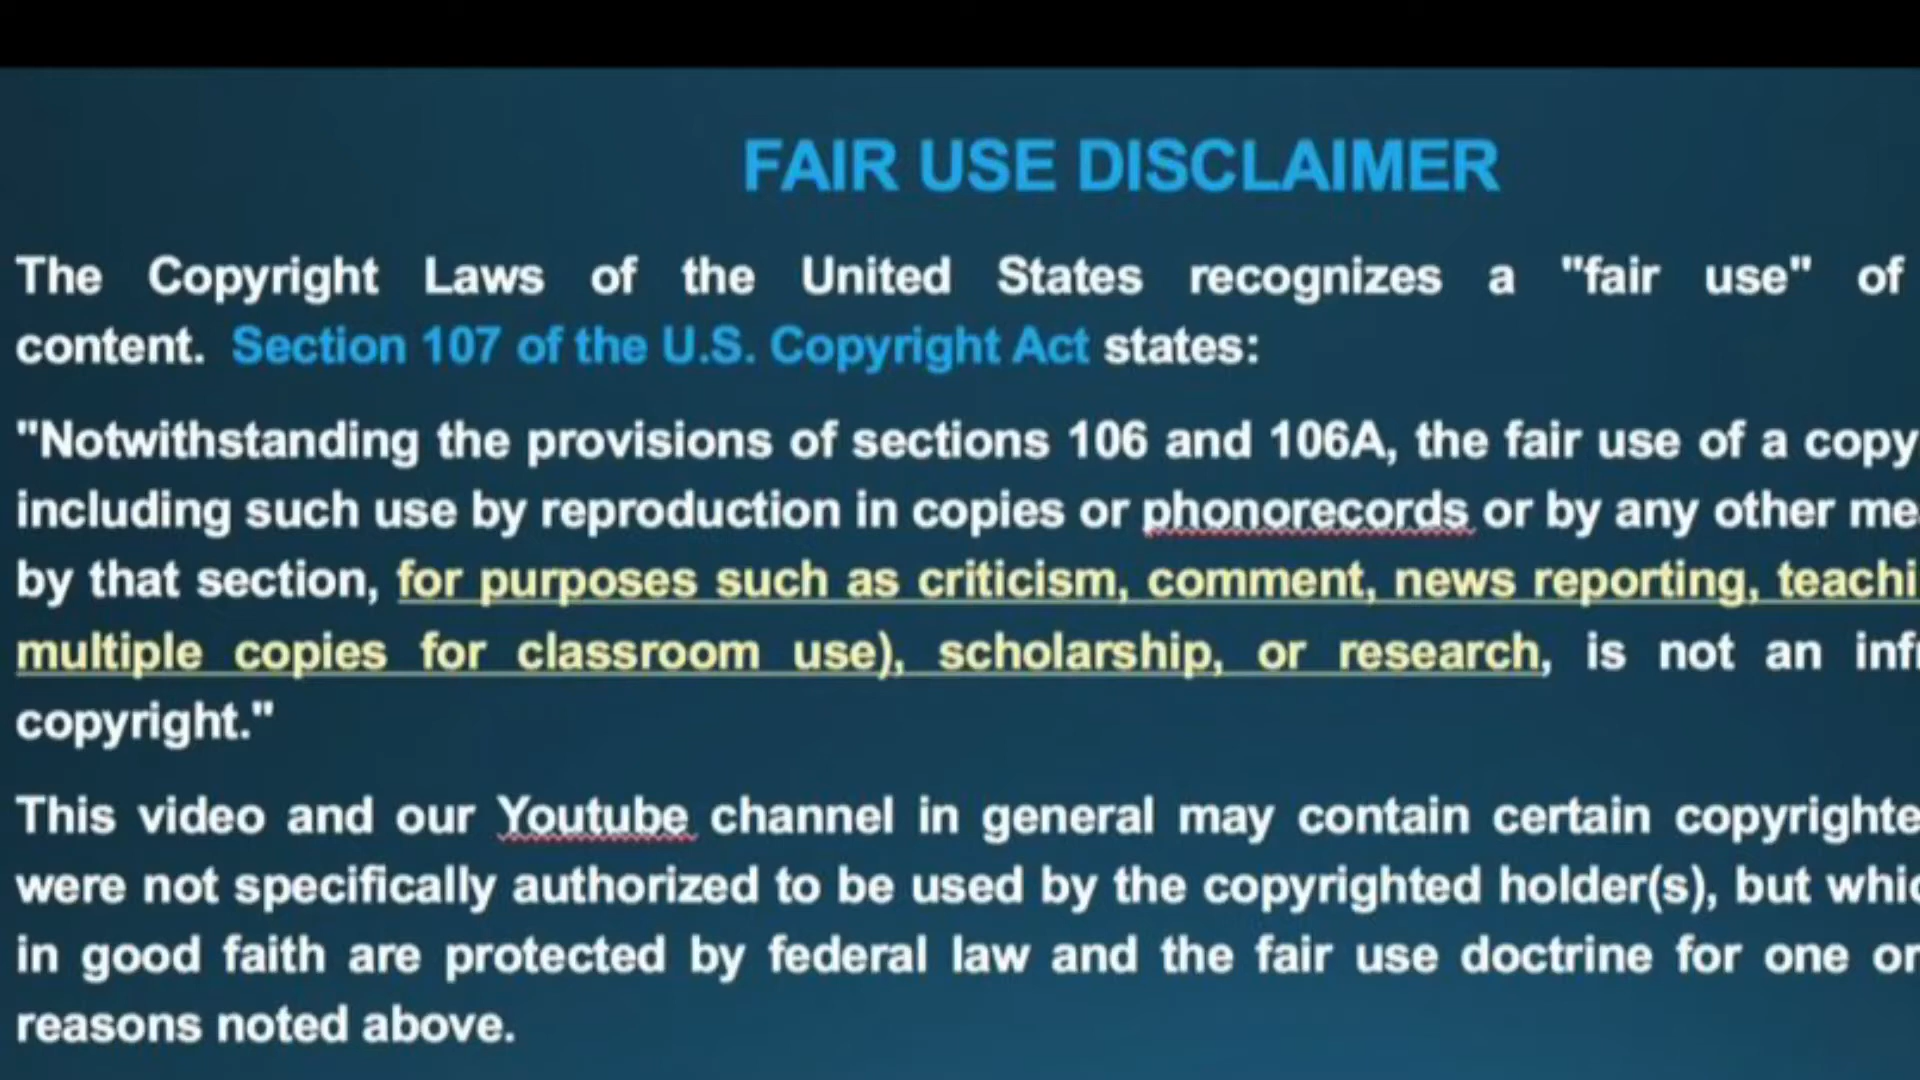 FAIR USE DISCLAIMER
The Copyright Laws of the United States recognizes a "fair use" of
content. Section 107 of the U.S. Copyright Act states:
"Notwithstanding the provisions of sections 106 and 106A, the fair use of a copy
including such use by reproduction in copies or phonorecords or by any other me
by that section, for purposes such as criticism, comment, news reporting, teachi
multiple copies for classroom use), scholarship, or research, is not an inf
copyright."
This video and our Youtube channel in general may contain certain copyrighte
were not specifically authorized to be used by the copyrighted holder(s), but whic
in good faith are protected by federal law and the fair use doctrine for one or
reasons noted above.